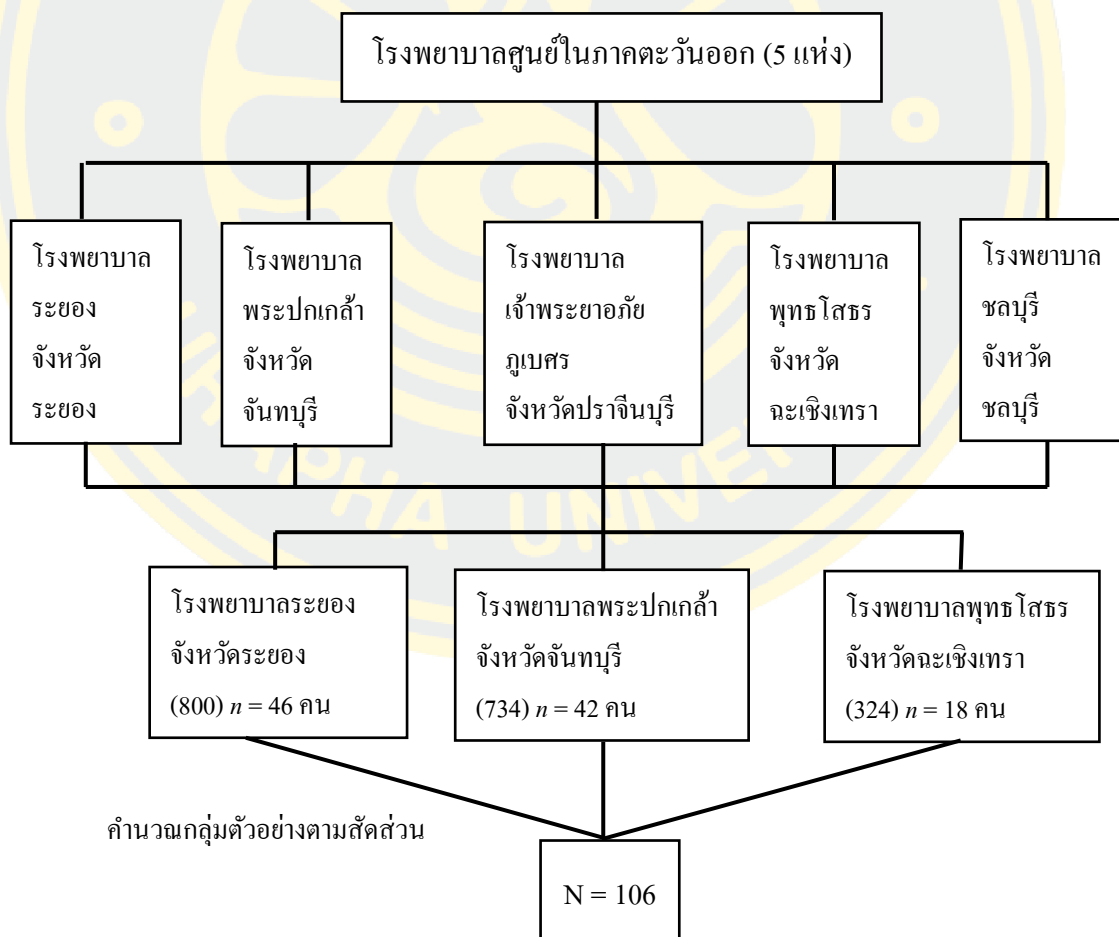 โรงพยาบาลศูนย์ในภาคตะวันออก (5 แห่ง)
โรงพยาบาล
ระยอง
จังหวัด
ระยอง
โรงพยาบาล
พระปกเกล้า
จังหวัด
จันทบุรี
โรงพยาบาล
เจ้าพระยาอภัย
ภูเบศร
จังหวัดปราจีนบุรี
โรงพยาบาล
พุทธโสธร
จังหวัด
ฉะเชิงเทรา
โรงพยาบาล
ชลบุรี
จังหวัด
ชลบุรี
โรงพยาบาลระยอง
จังหวัดระยอง
(800) n = 46 คน
โรงพยาบาลพระปกเกล้า
จังหวัดจันทบุรี
(734) n = 42 คน
โรงพยาบาลพุทธโสธร
จังหวัดฉะเชิงเทรา
(324) n = 18 คน
คำนวณกลุ่มตัวอย่างตามสัดส่วน
N = 106